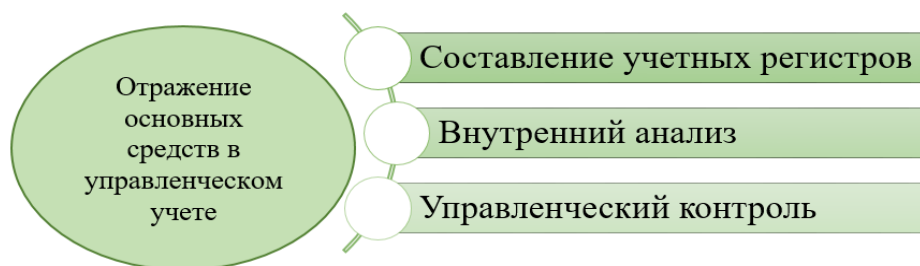 Отражение
основных
средств в
управленческом
учете
Составление учетных регистров
Внутренний анализ
Управленческий контроль